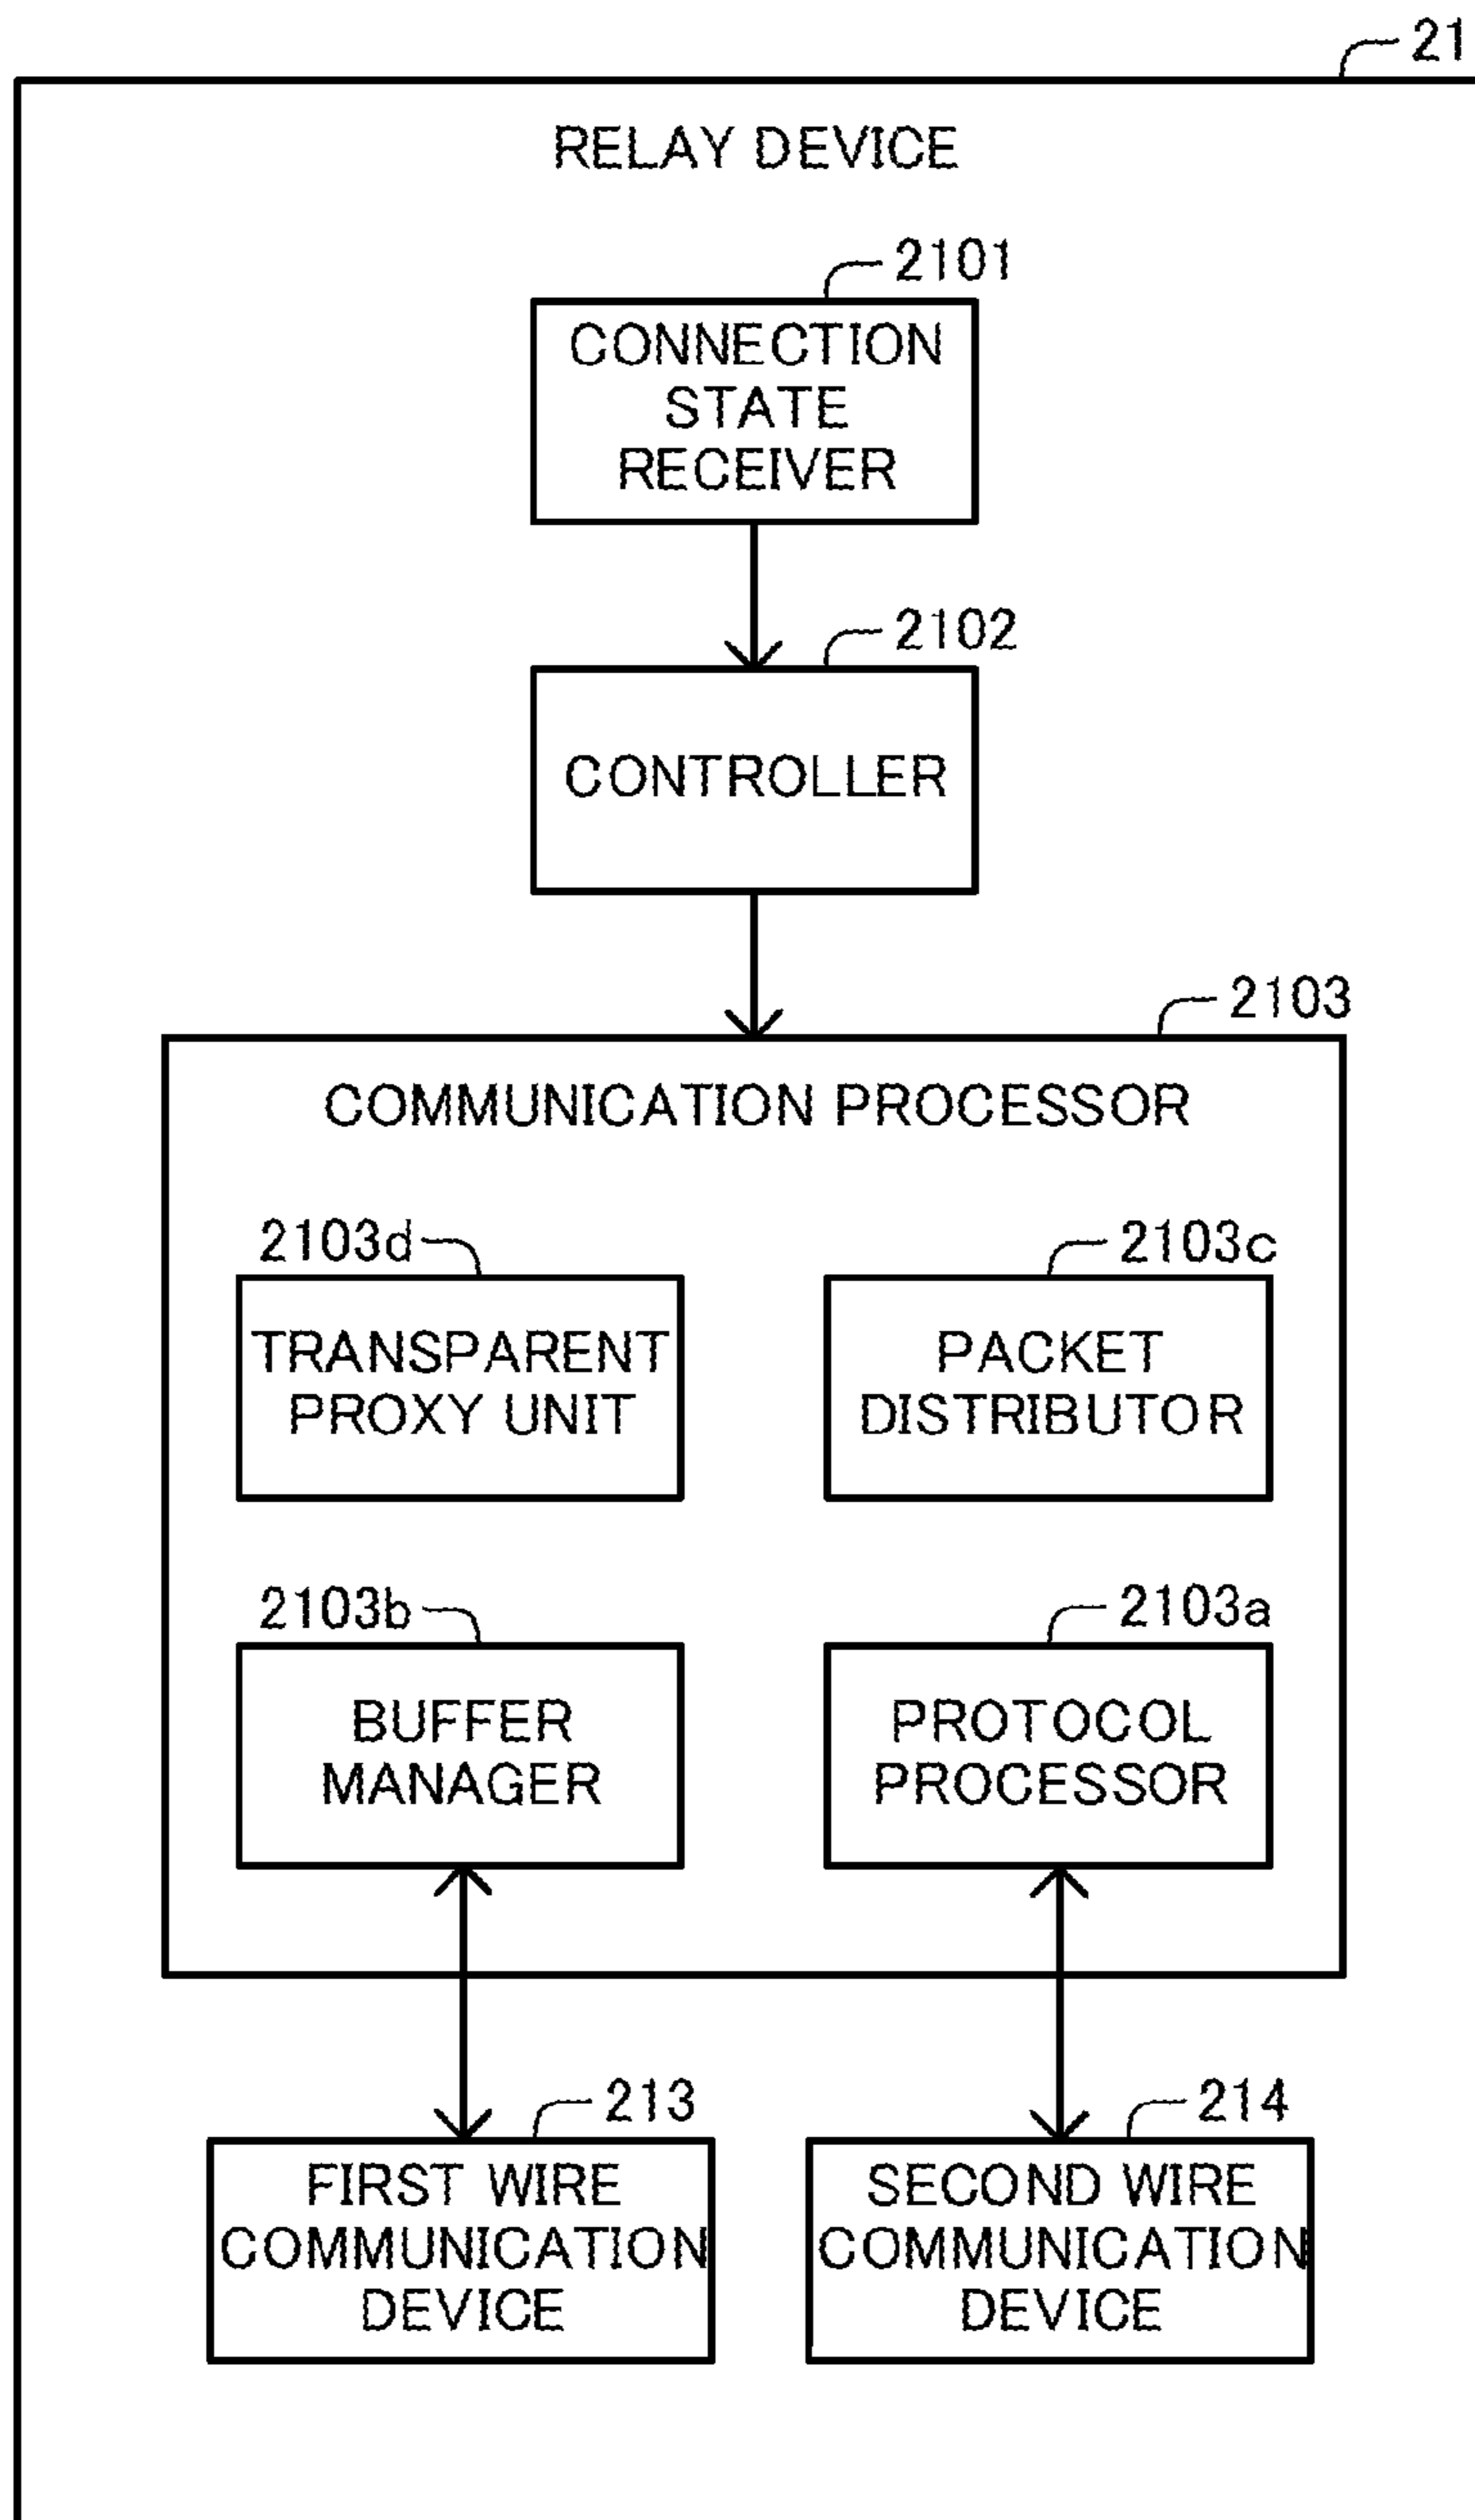 21
RELAY DEVICE
2101
CONNECTION
STATE
RECEIVER
2102
CONTROLLER
2103
COMMUNICATION PROCESSOR
2103d
TRANSPARENT
PROXY UNIT
2103c
PACKET
DISTRIBUTOR
2103b
BUFFER
MANAGER
2103a
PROTOCOL
PROCESSOR
213
FIRST WIRE
COMMUNICATION
DEVICE
214
SECOND WIRE
COMMUNICATION
DEVICE